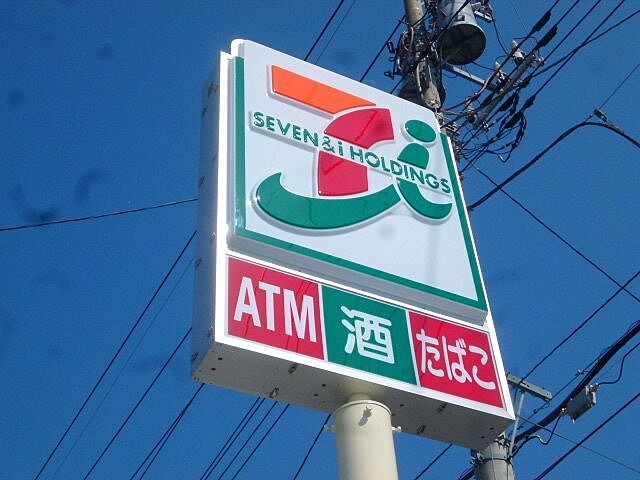 SEVEN & i HOLDINGS
ATM 酒 たばこ